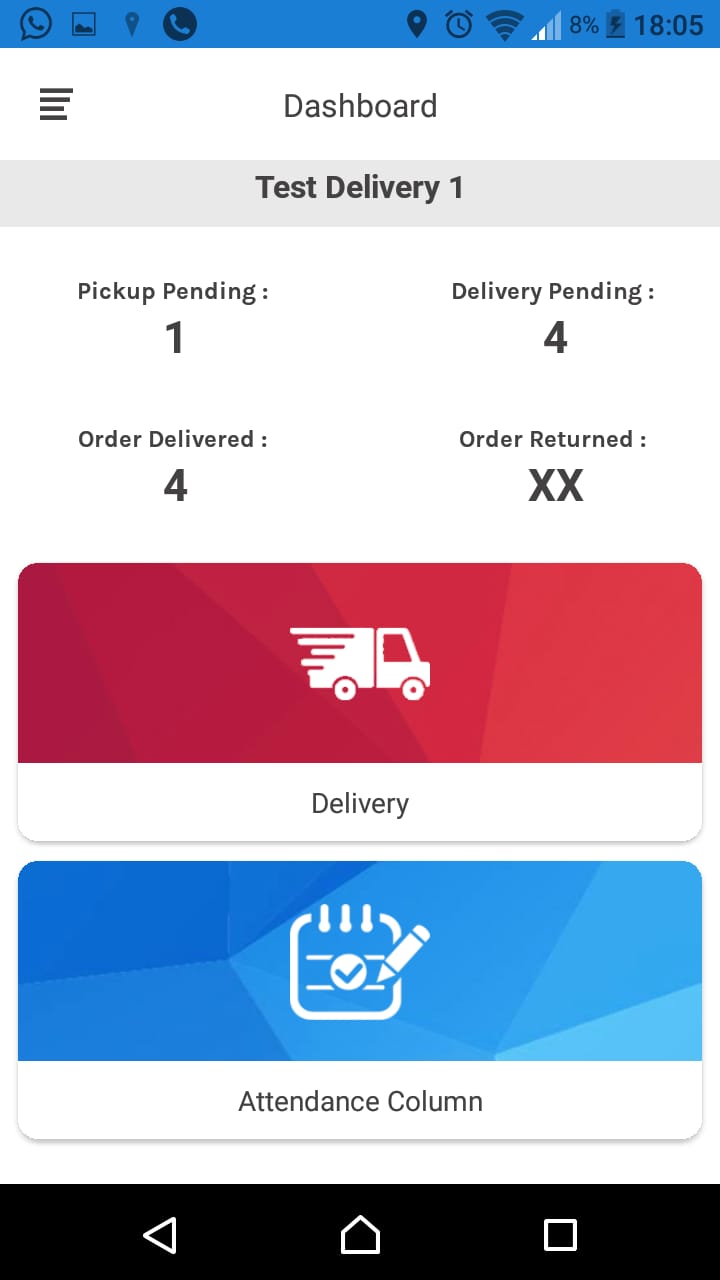 8% 18:05
Dashboard
Test Delivery 1
Pickup Pending : Delivery Pending :
1 4
Order Delivered : Order Returned :
4 XX
Delivery
Attendance Column